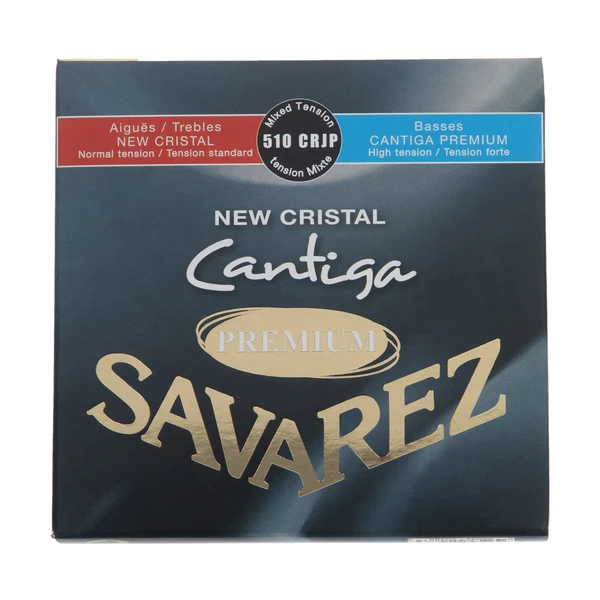 Aiguës / Trebles
NEW CRISTAL
Normal tension / Tension standard
Mixed Tension
510 CRJP
tension Mixte
Basses
CANTIGA PREMIUM
High tension / Tension forte
NEW CRISTAL
Cantiga
PREMIUM
SAVAREZ